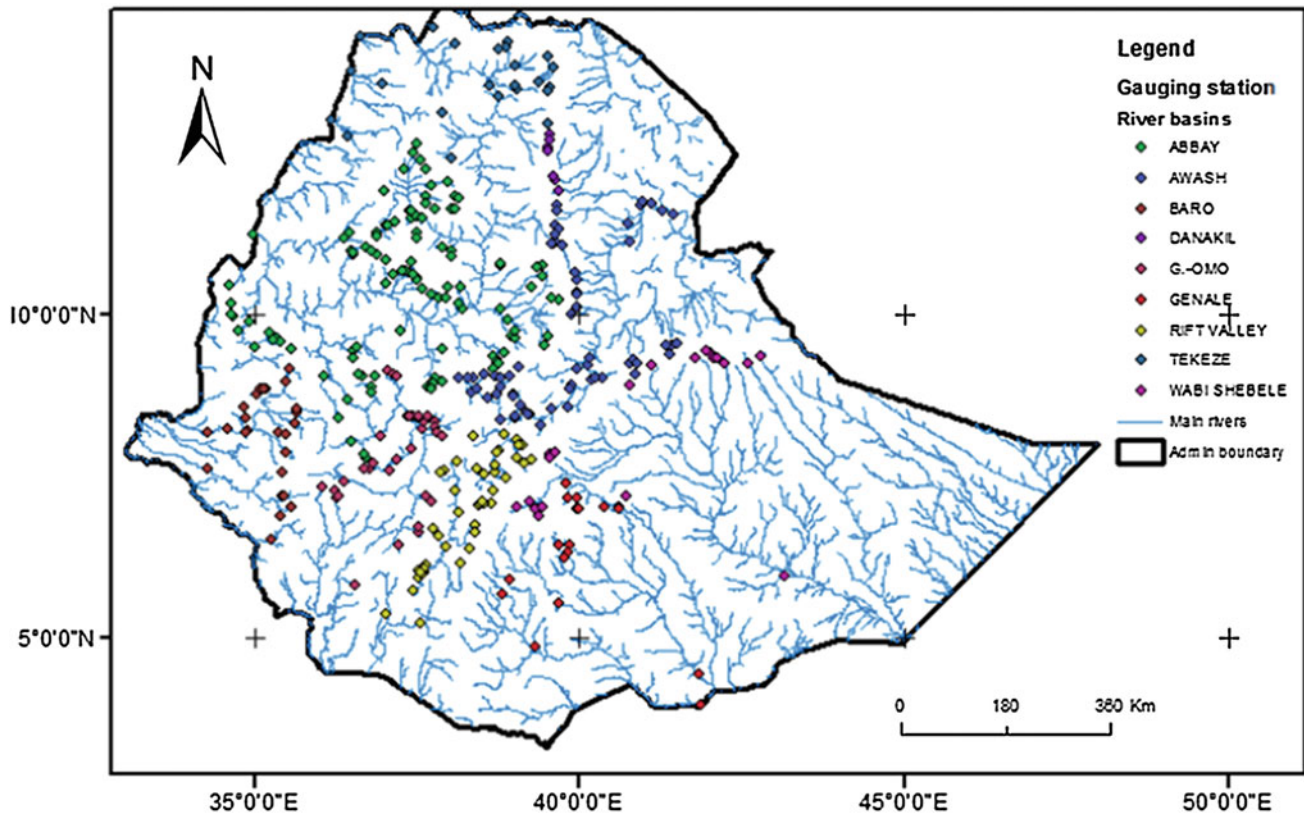 N
Legend
Gauging station
River basins
ABBAY
AWASH
BARO
DANAKIL
G.-OMO
GENALE
RIFT VALLEY
TEKEZE
WABI SHEBELE
Main rivers
Admin boundary
10°0'0"N
5°0'0"N
0 180 360 Km
35°0'0"E 40°0'0"E 45°0'0"E 50°0'0"E